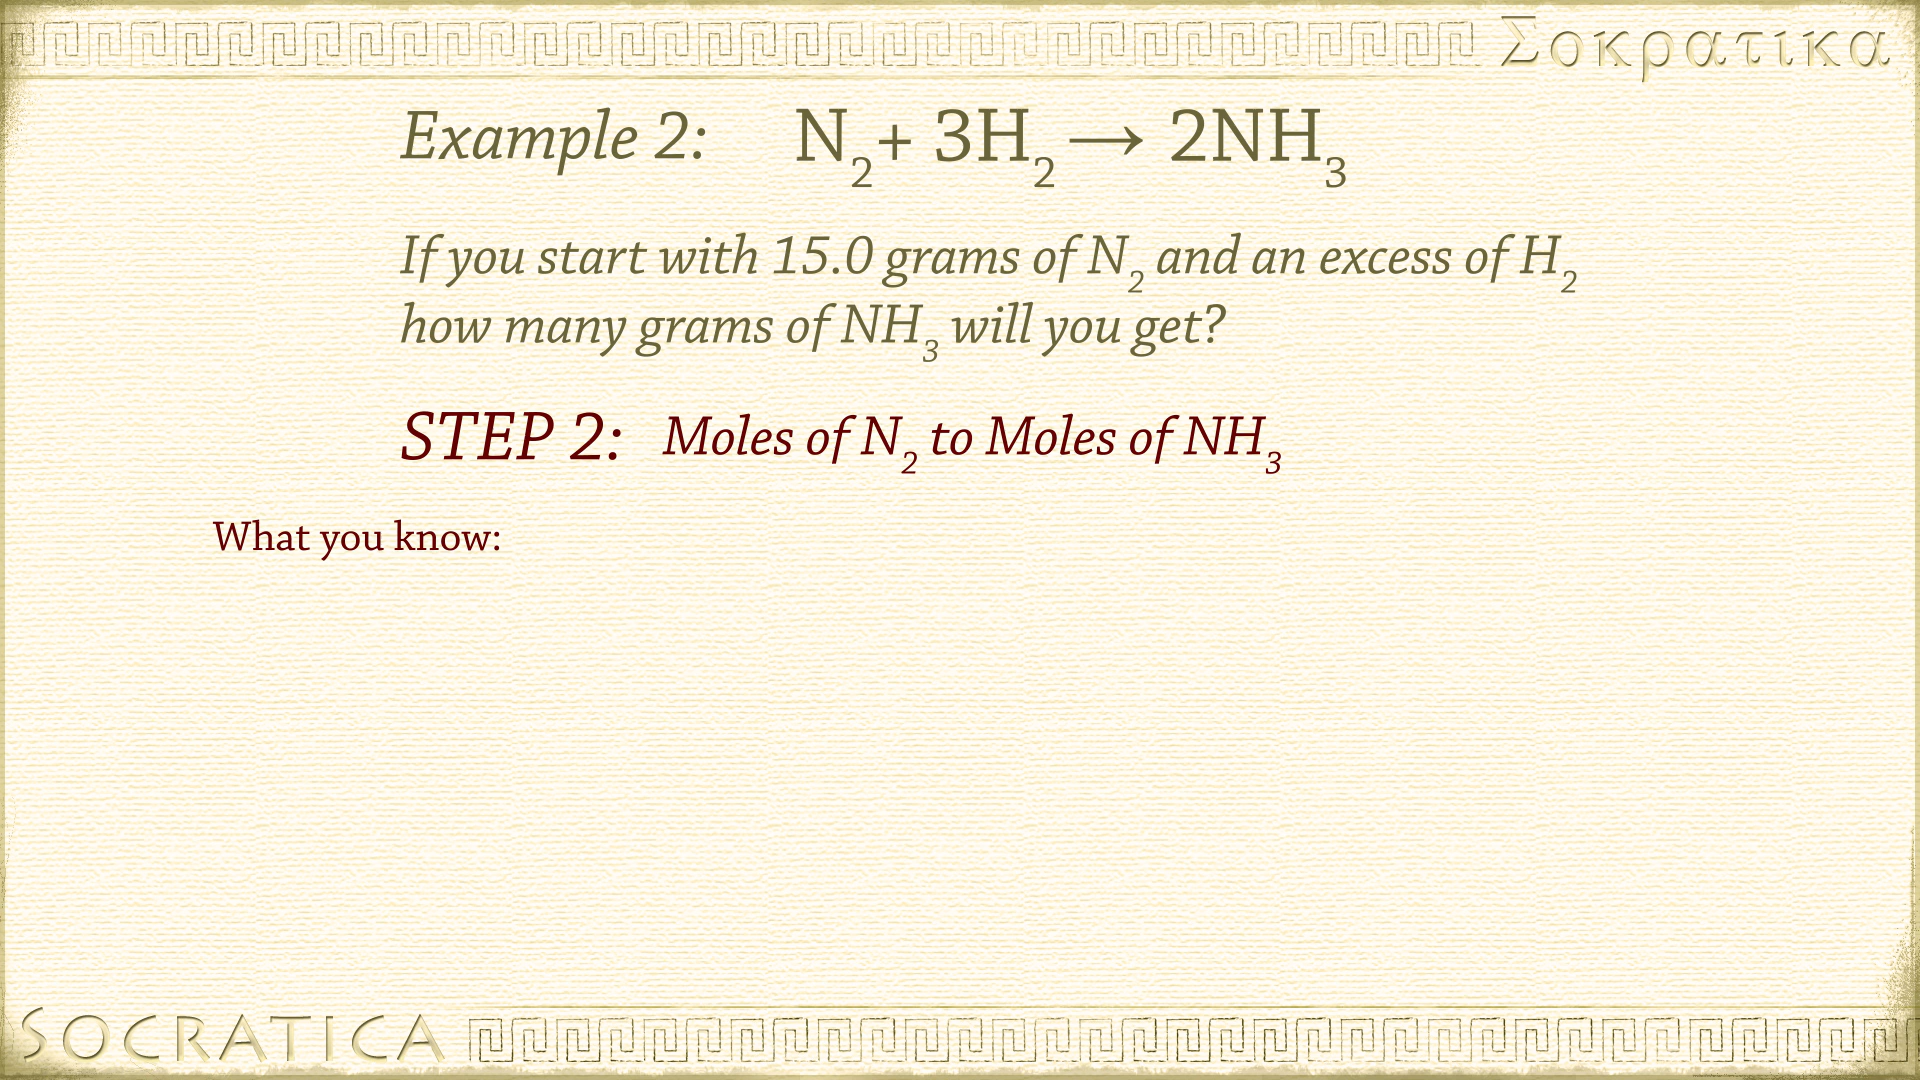 Σοκρατικα
Example 2: N₂+ 3H₂ → 2NH₃
If you start with 15.0 grams of N₂ and an excess of H₂
how many grams of NH₃ will you get?
STEP 2: Moles of N₂ to Moles of NH₃
What you know:
SOCRATICA